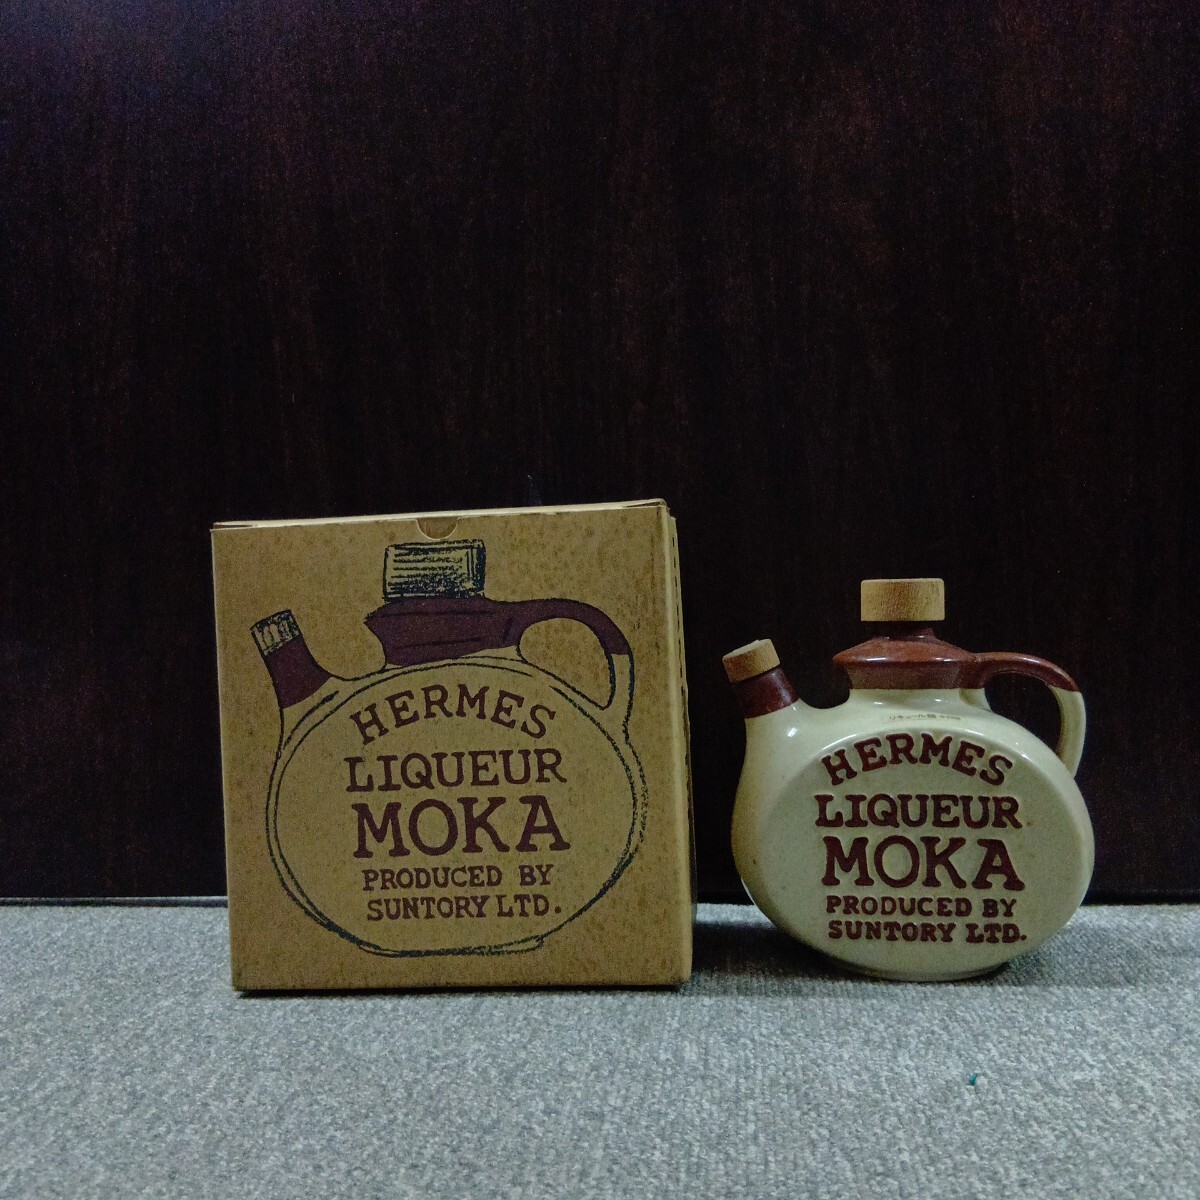 HERMES
LIQUEUR
MOKA
PRODUCED BY
SUNTORY LTD.
HERMES
LIQUEUR
MOKA
PRODUCED BY
SUNTORY LTD.